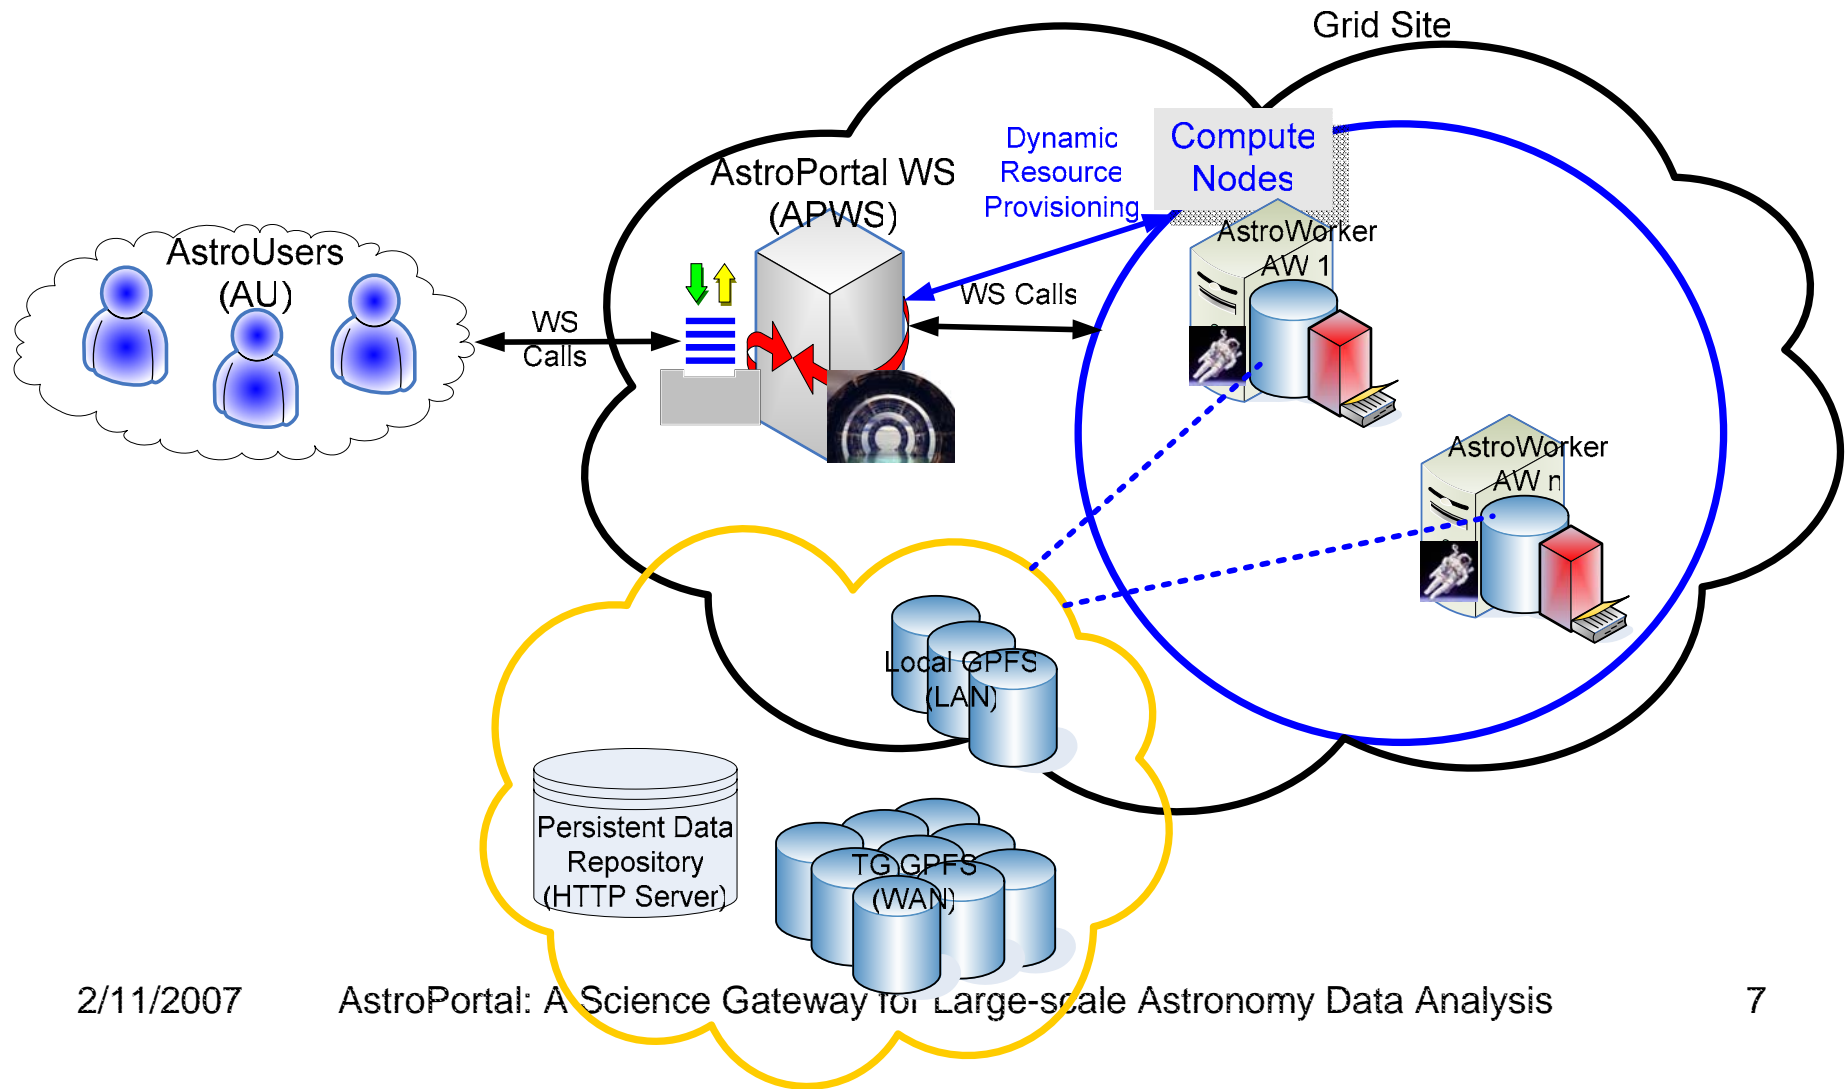 Grid Site
Dynamic
Resource
Provisioning
Compute
Nodes
AstroPortal WS
(APWS)
AstroUsers
(AU)
WS
Calls
WS Calls
AstroWorker
AW 1
AstroWorker
AW n
Local GPFS
(LAN)
Persistent Data
Repository
(HTTP Server)
TG GPFS
(WAN)
2/11/2007
AstroPortal: A Science Gateway for Large-scale Astronomy Data Analysis
7